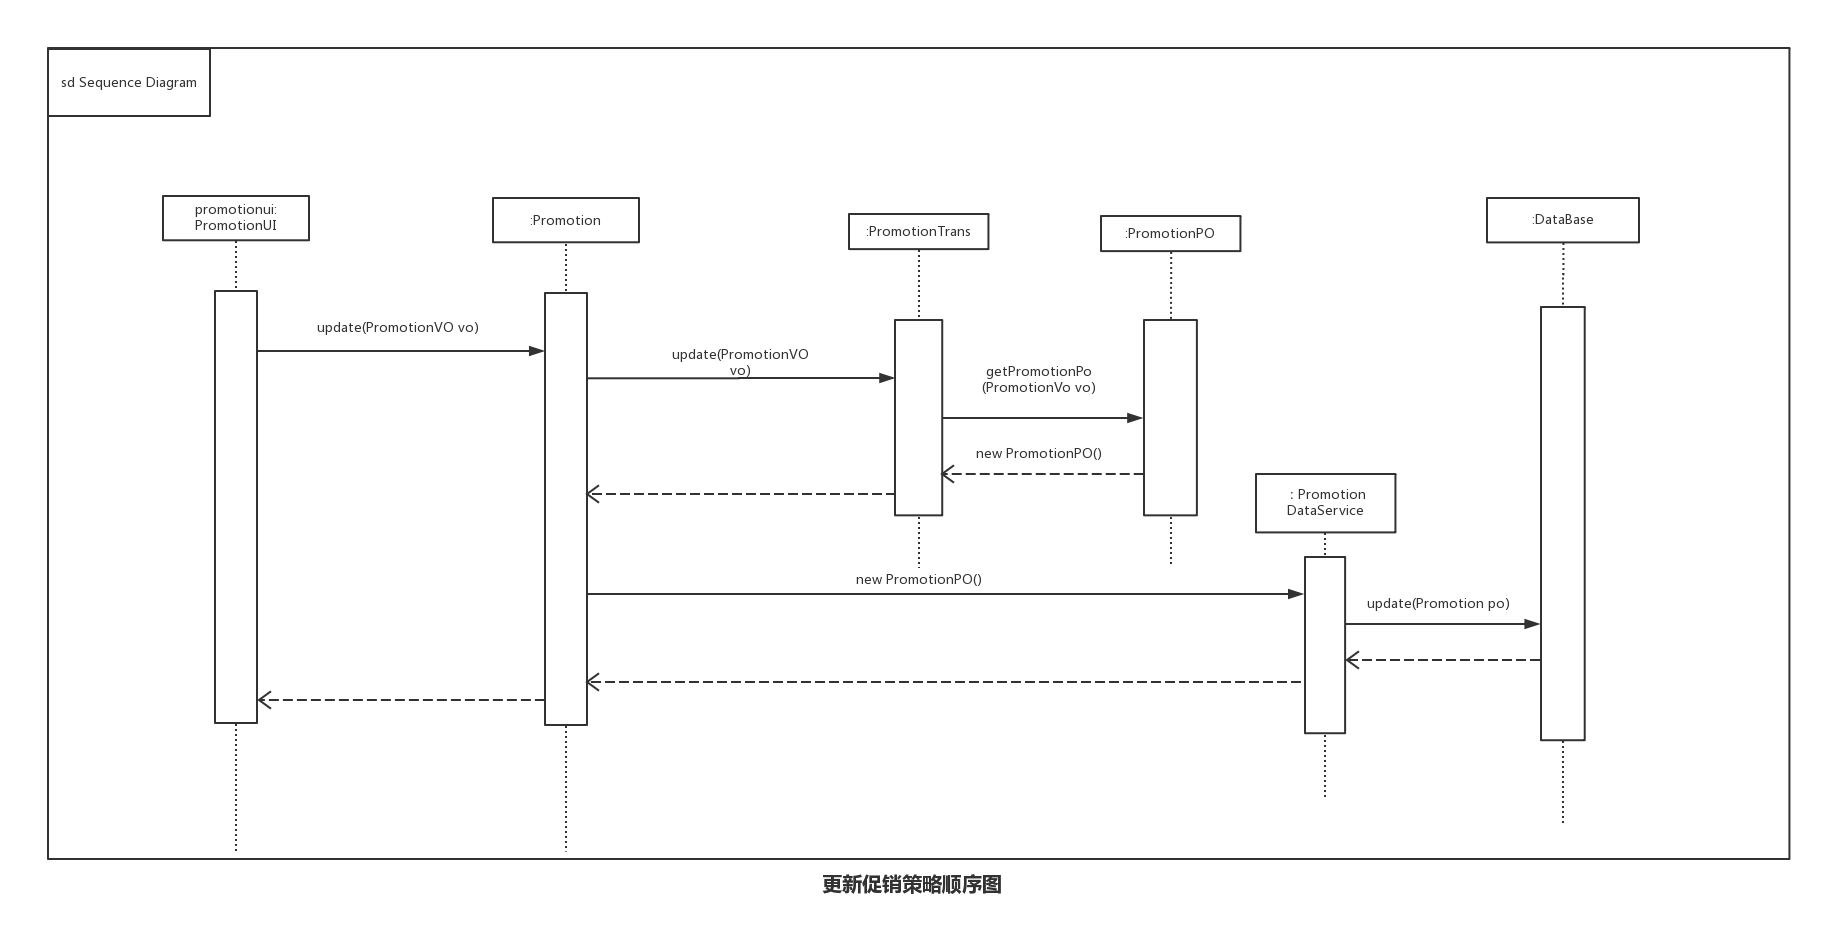 sd Sequence Diagram
promotionui:
PromotionUI
:Promotion
:PromotionTrans
:PromotionPO
:DataBase
update(PromotionVO vo)
update(PromotionVO
vo)
getPromotionPo
(PromotionVo vo)
new PromotionPO()
: Promotion
DataService
new PromotionPO()
update(Promotion po)
更新促销策略顺序图